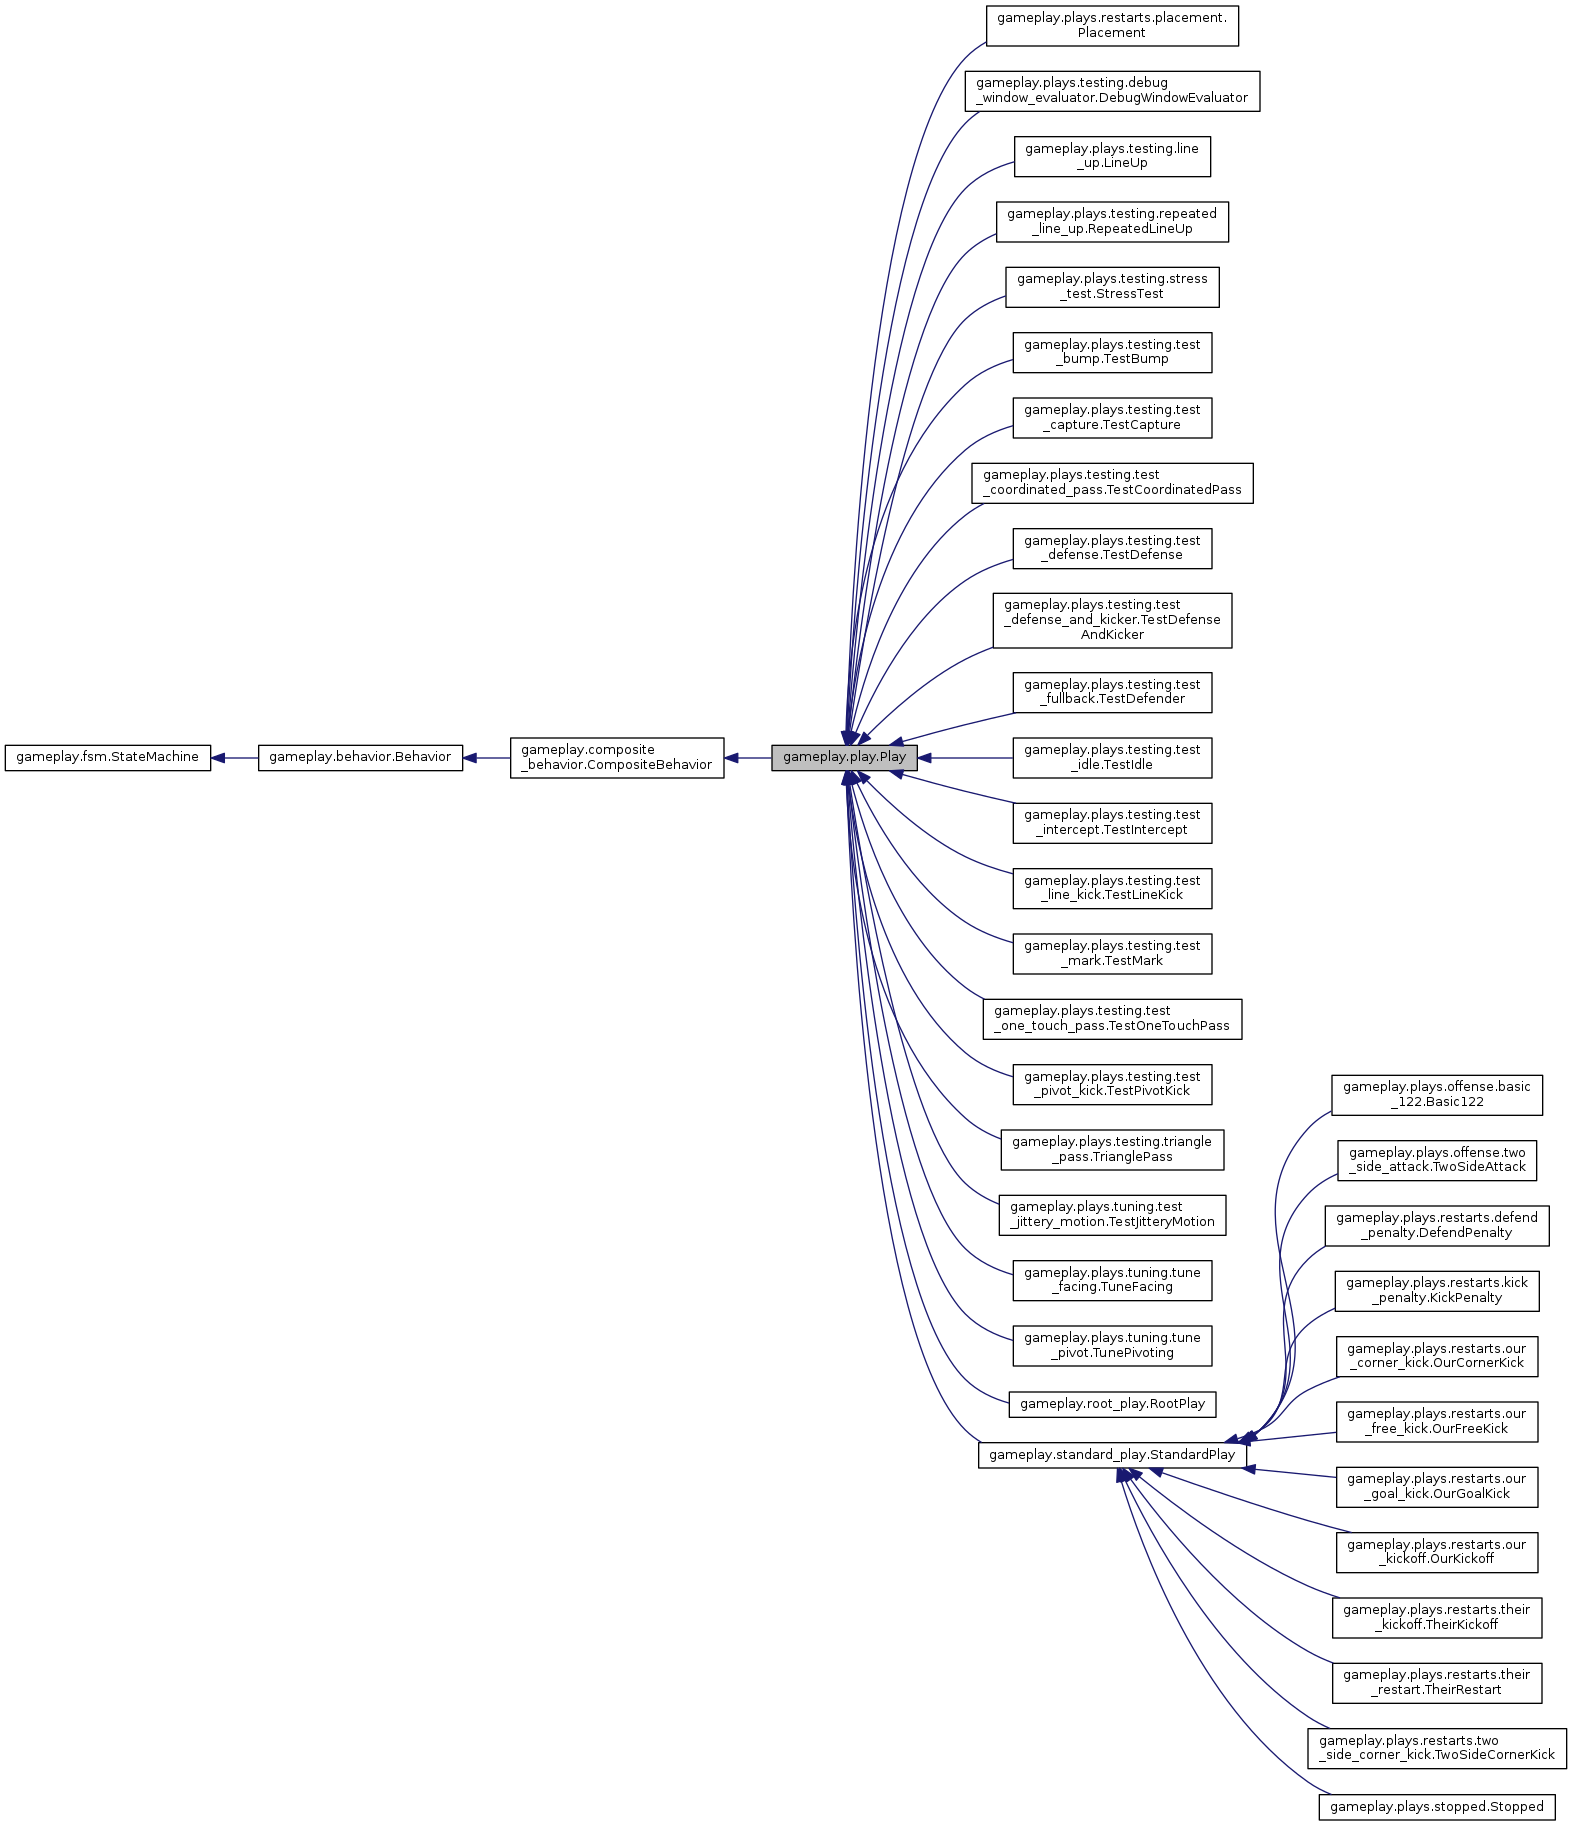 gameplay.fsm.StateMachine
gameplay.behavior.Behavior
gameplay.composite
_behavior.CompositeBehavior
gameplay.play.Play
gameplay.plays.restarts.placement.
Placement
gameplay.plays.testing.debug
_window_evaluator.DebugWindowEvaluator
gameplay.plays.testing.line
_up.LineUp
gameplay.plays.testing.repeated
_line_up.RepeatedLineUp
gameplay.plays.testing.stress
_test.StressTest
gameplay.plays.testing.test
_bump.TestBump
gameplay.plays.testing.test
_capture.TestCapture
gameplay.plays.testing.test
_coordinated_pass.TestCoordinatedPass
gameplay.plays.testing.test
_defense.TestDefense
gameplay.plays.testing.test
_defense_and_kicker.TestDefense
AndKicker
gameplay.plays.testing.test
_fullback.TestDefender
gameplay.plays.testing.test
_idle.TestIdle
gameplay.plays.testing.test
_intercept.TestIntercept
gameplay.plays.testing.test
_line_kick.TestLineKick
gameplay.plays.testing.test
_mark.TestMark
gameplay.plays.testing.test
_one_touch_pass.TestOneTouchPass
gameplay.plays.testing.test
_pivot_kick.TestPivotKick
gameplay.plays.testing.triangle
_pass.TrianglePass
gameplay.plays.tuning.test
_jittery_motion.TestJitteryMotion
gameplay.plays.tuning.tune
_facing.TuneFacing
gameplay.plays.tuning.tune
_pivot.TunePivoting
gameplay.root_play.RootPlay
gameplay.standard_play.StandardPlay
gameplay.plays.offense.basic
_122.Basic122
gameplay.plays.offense.two
_side_attack.TwoSideAttack
gameplay.plays.restarts.defend
_penalty.DefendPenalty
gameplay.plays.restarts.kick
_penalty.KickPenalty
gameplay.plays.restarts.our
_corner_kick.OurCornerKick
gameplay.plays.restarts.our
_free_kick.OurFreeKick
gameplay.plays.restarts.our
_goal_kick.OurGoalKick
gameplay.plays.restarts.our
_kickoff.OurKickoff
gameplay.plays.restarts.their
_kickoff.TheirKickoff
gameplay.plays.restarts.their
_restart.TheirRestart
gameplay.plays.restarts.two
_side_corner_kick.TwoSideCornerKick
gameplay.plays.stopped.Stopped